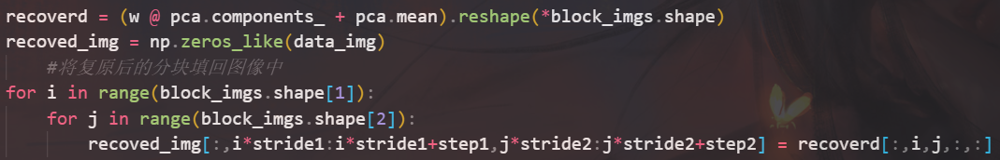 recoverd = (w @ pca.components_ + pca.mean).reshape(*block_imgs.shape)
recoved_img = np.zeros_like(data_img)
    #将复原后的分块填回图像中
for i in range(block_imgs.shape[1]):
    for j in range(block_imgs.shape[2]):
        recoved_img[:,i*stride1:i*stride1+step1,j*stride2:j*stride2+step2] = recoverd[:,i,j,:,:]